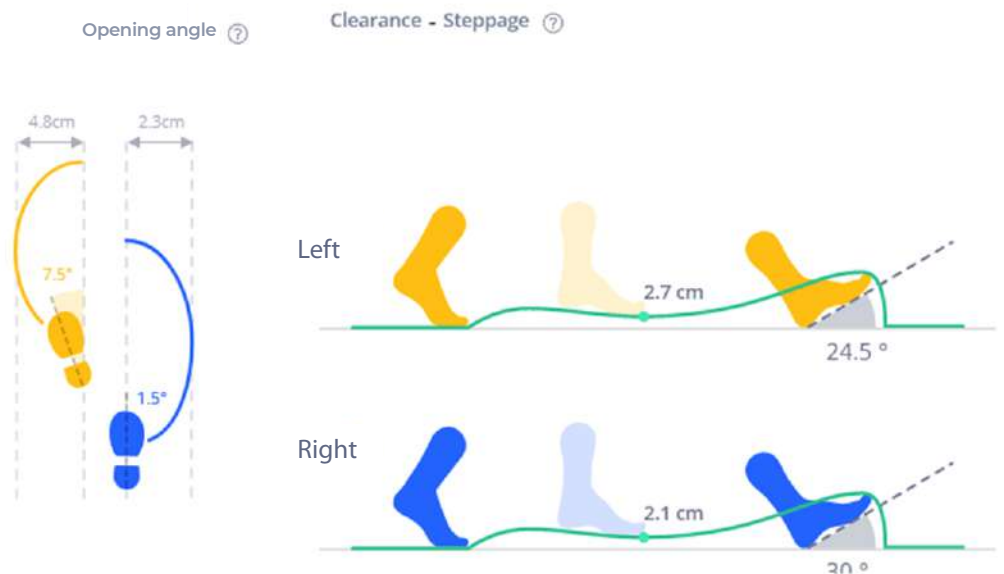 Opening angle ?
Clearance - Steppage ?
4.8cm 2.3cm
7.5°
1.5°
Left
2.7 cm
24.5 °
Right
2.1 cm
30 °